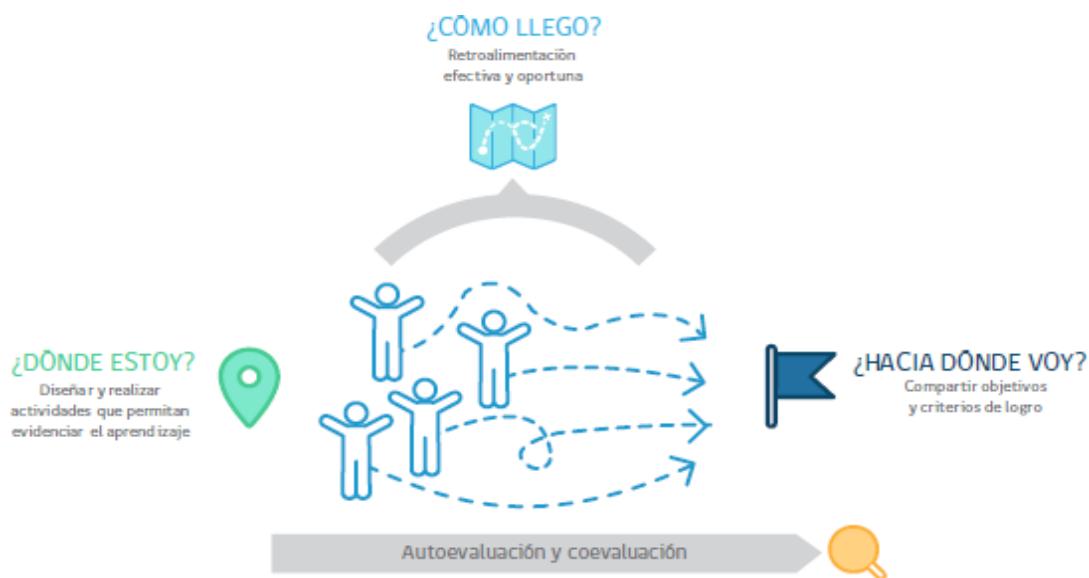 ¿CÓMO LLEGO?
Retroalimentación
efectiva y oportuna
¿DÓNDE ESTOY?
Diseñar y realizar
actividades que permitan
evidenciar el aprendizaje
¿HACIA DÓNDE VOY?
Compartir objetivos
y criterios de logro
Autoevaluación y coevaluación